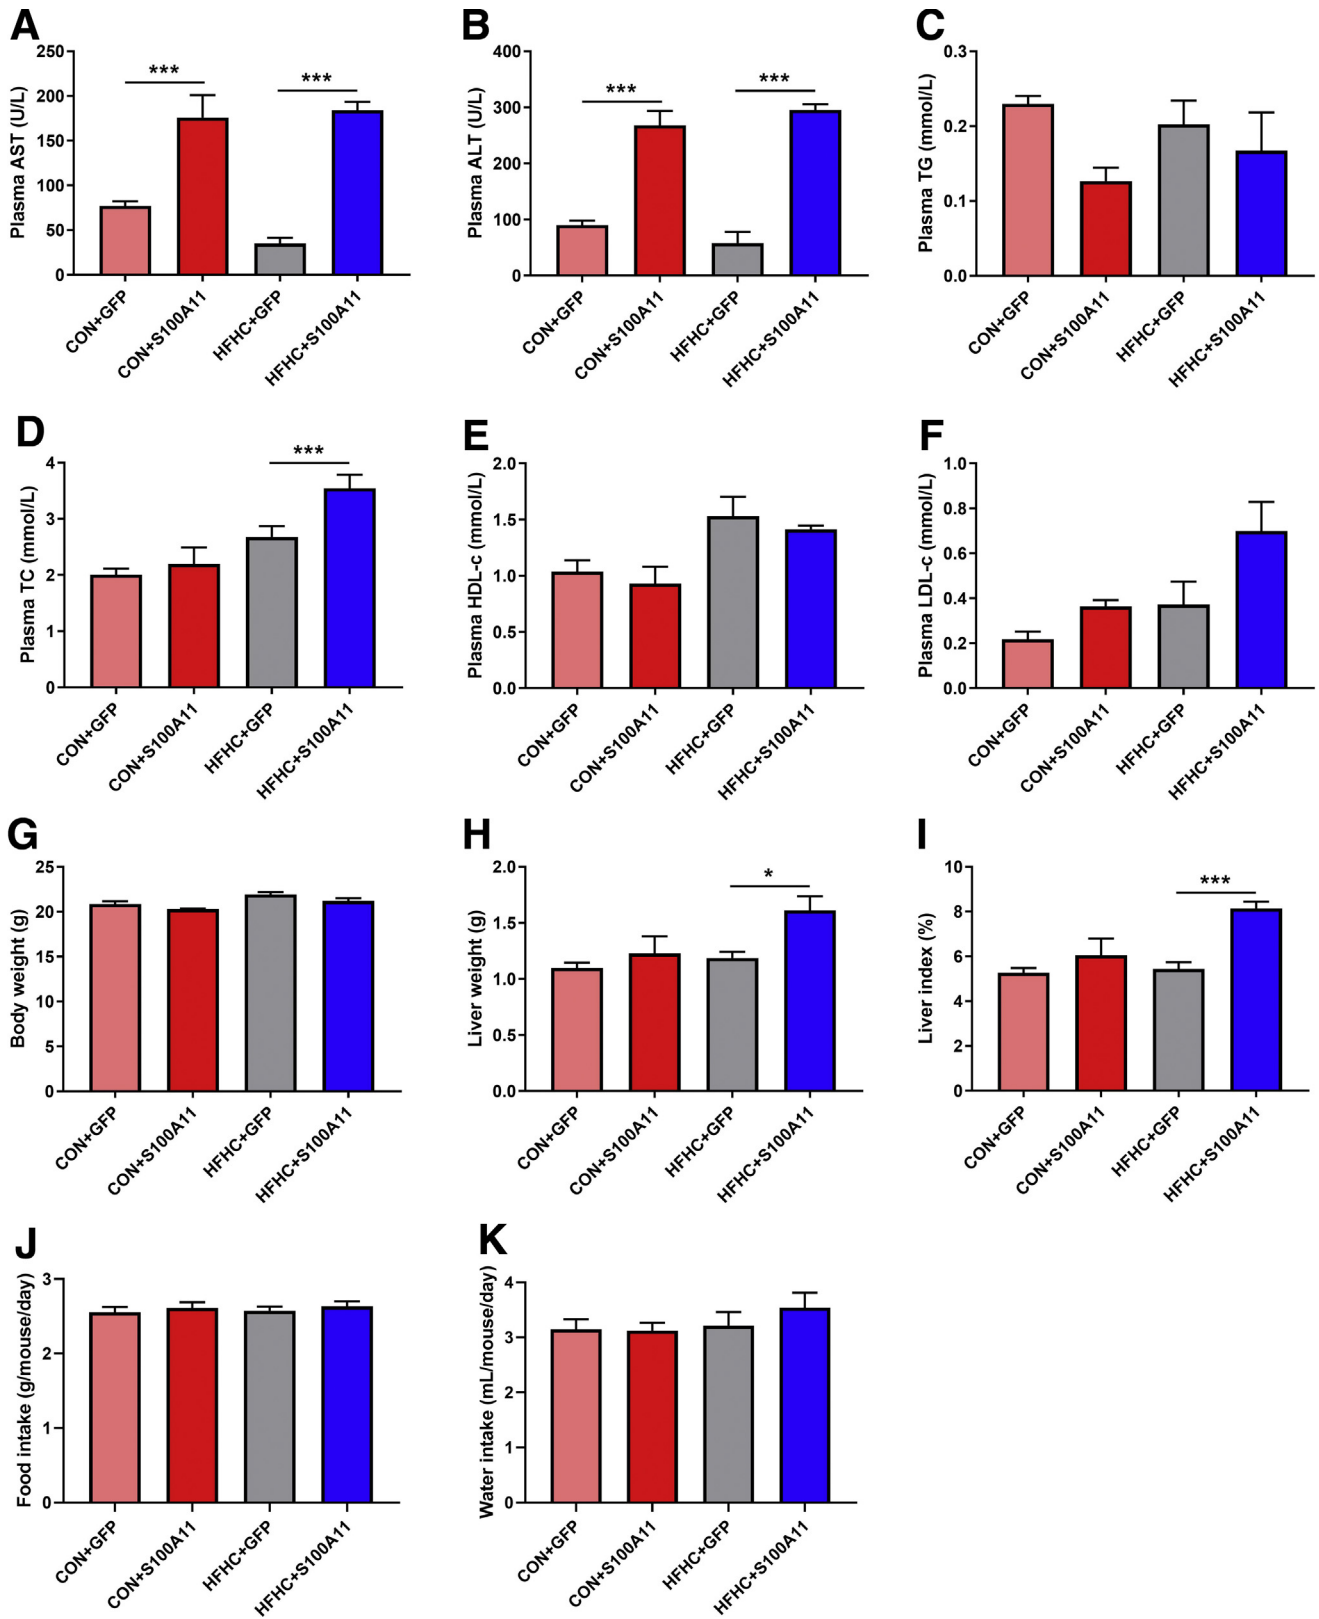 A
Plasma AST (U/L)
250
200
150
100
50
0
***
***
CON+GFP
CON+S100A11
HFHC+GFP
HFHC+S100A11
B
Plasma ALT (U/L)
400
300
200
100
0
***
***
CON+GFP
CON+S100A11
HFHC+GFP
HFHC+S100A11
C
Plasma TG (mmol/L)
0.3
0.2
0.1
0.0
CON+GFP
CON+S100A11
HFHC+GFP
HFHC+S100A11
D
Plasma TC (mmol/L)
4
3
2
1
0
***
CON+GFP
CON+S100A11
HFHC+GFP
HFHC+S100A11
E
Plasma HDL-c (mmol/L)
2.0
1.5
1.0
0.5
0.0
CON+GFP
CON+S100A11
HFHC+GFP
HFHC+S100A11
F
Plasma LDL-c (mmol/L)
1.0
0.8
0.6
0.4
0.2
0.0
CON+GFP
CON+S100A11
HFHC+GFP
HFHC+S100A11
G
Body weight (g)
25
20
15
10
5
0
CON+GFP
CON+S100A11
HFHC+GFP
HFHC+S100A11
H
Liver weight (g)
2.0
1.5
1.0
0.5
0.0
*
CON+GFP
CON+S100A11
HFHC+GFP
HFHC+S100A11
I
Liver index (%)
10
8
6
4
2
0
***
CON+GFP
CON+S100A11
HFHC+GFP
HFHC+S100A11
J
Food intake (g/mouse/day)
3
2
1
0
CON+GFP
CON+S100A11
HFHC+GFP
HFHC+S100A11
K
Water intake (mL/mouse/day)
4
3
2
1
0
CON+GFP
CON+S100A11
HFHC+GFP
HFHC+S100A11